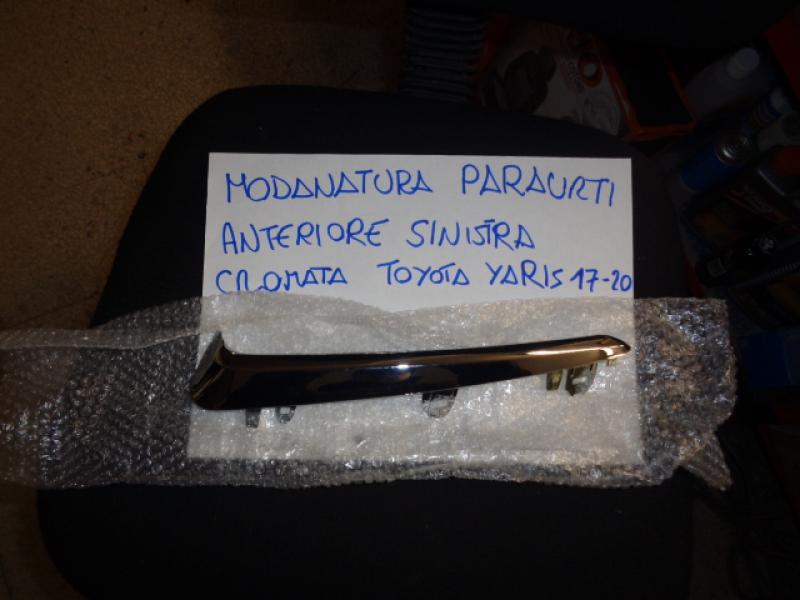 MODANATURA PARAURTI
ANTERIORE SINISTRA
CROMATA TOYOTA YARIS 17-20